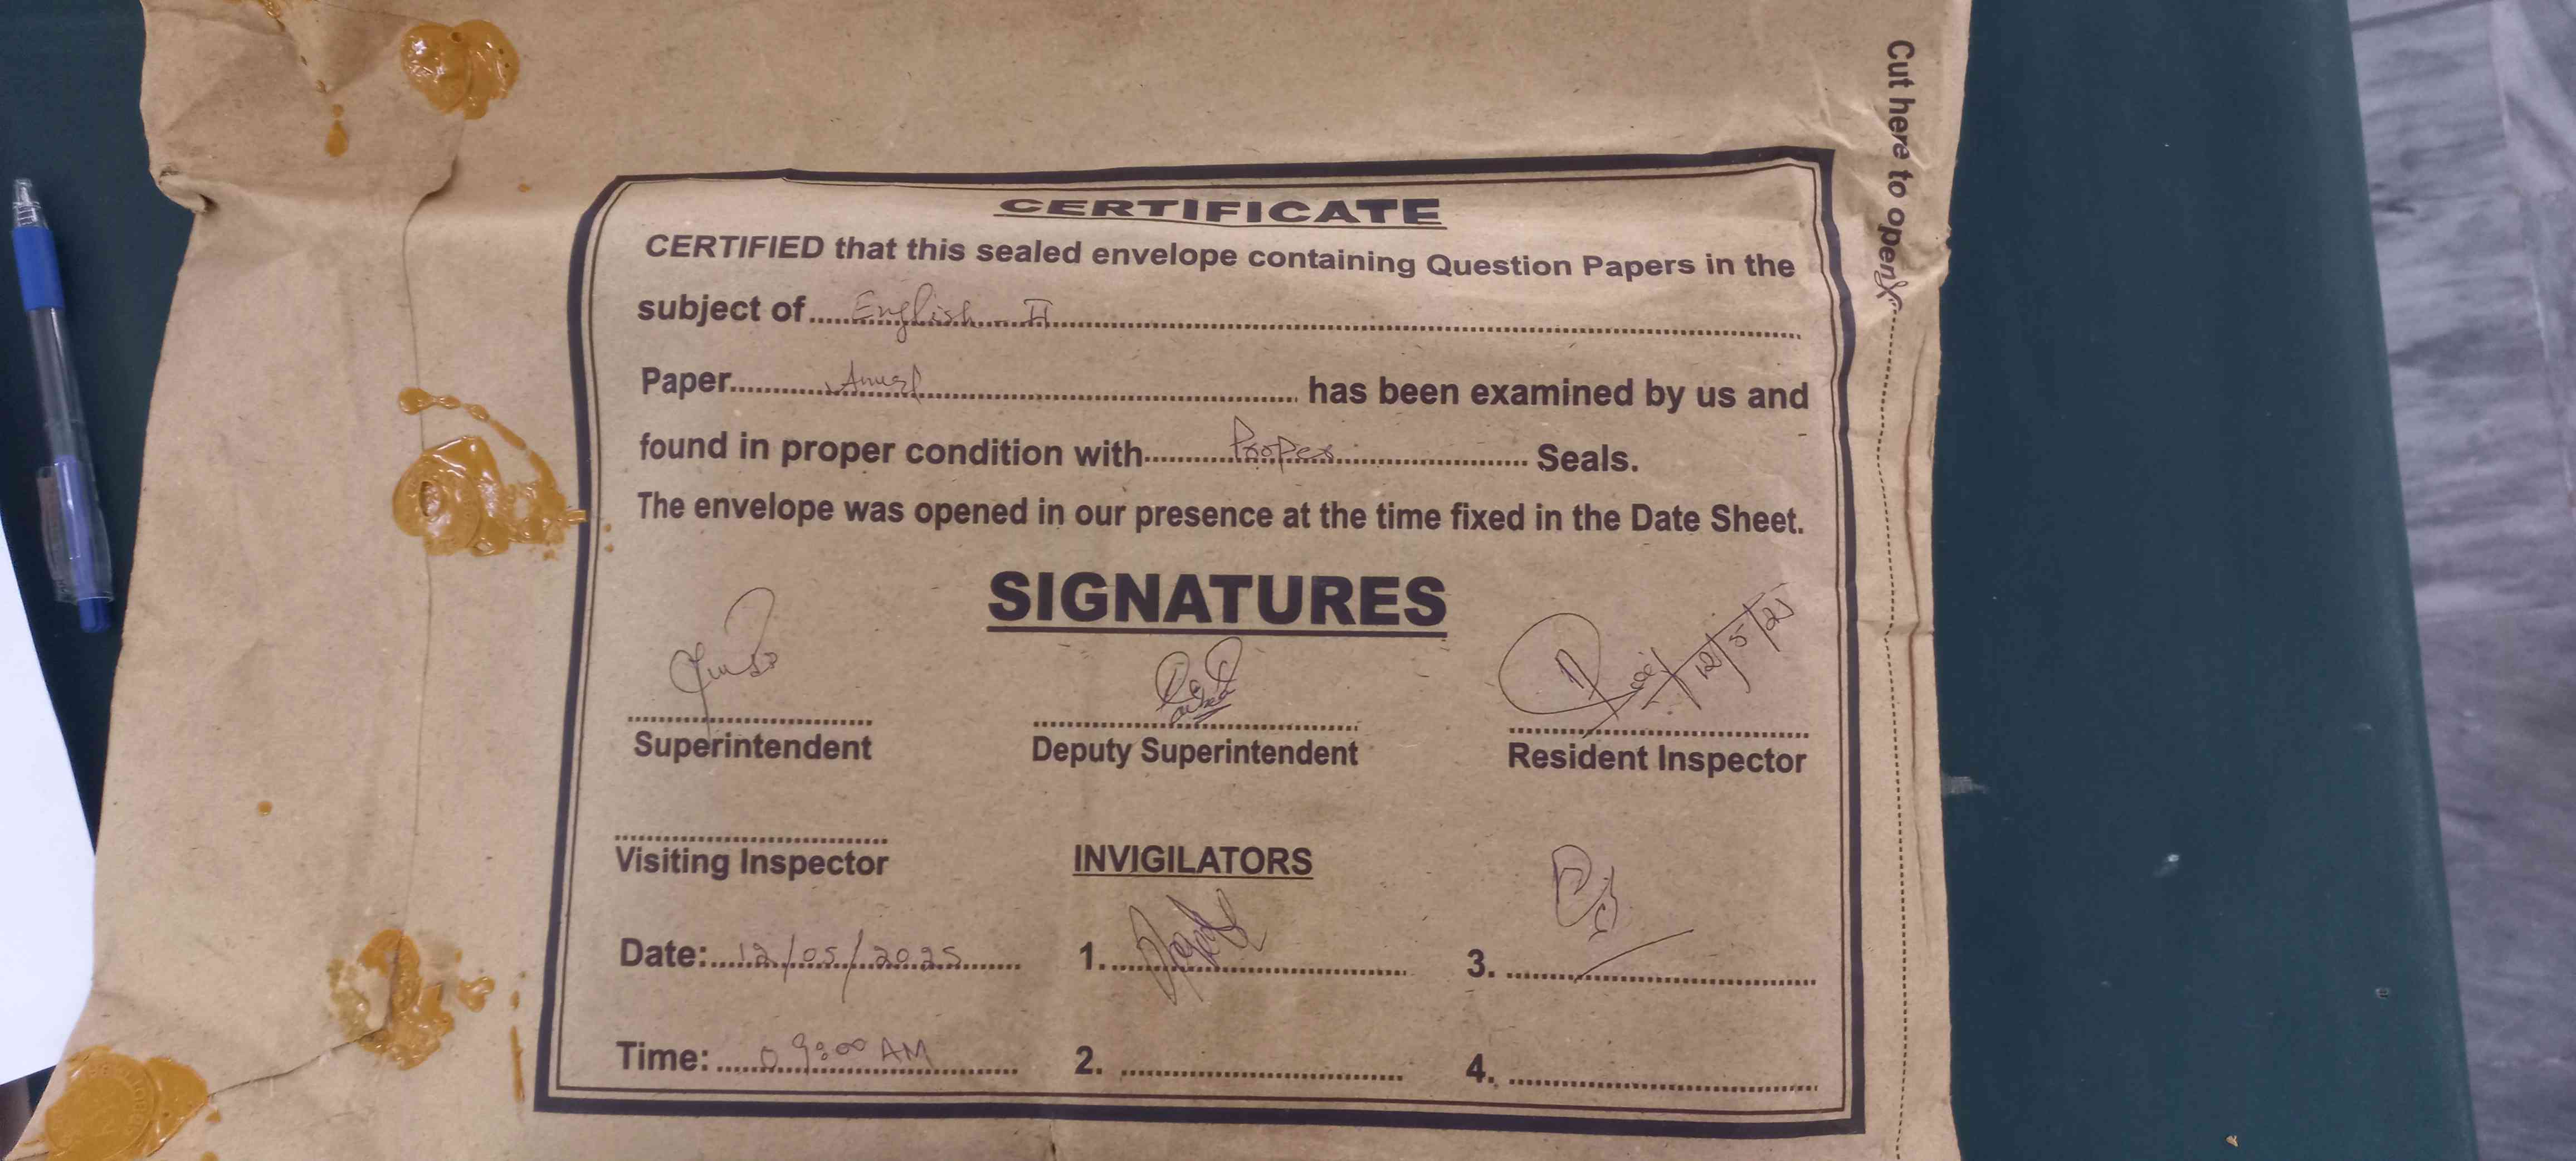 Cut here to open
CERTIFICATE
CERTIFIED that this sealed envelope containing Question Papers in the
subject of English II
Paper Annual has been examined by us and
found in proper condition with Proper Seals.
The envelope was opened in our presence at the time fixed in the Date Sheet.
SIGNATURES
12/5/25
Superintendent Deputy Superintendent Resident Inspector
Visiting Inspector INVIGILATORS
Date: 12/05/2025 1. 3.
Time: 09:00 AM 2. 4.